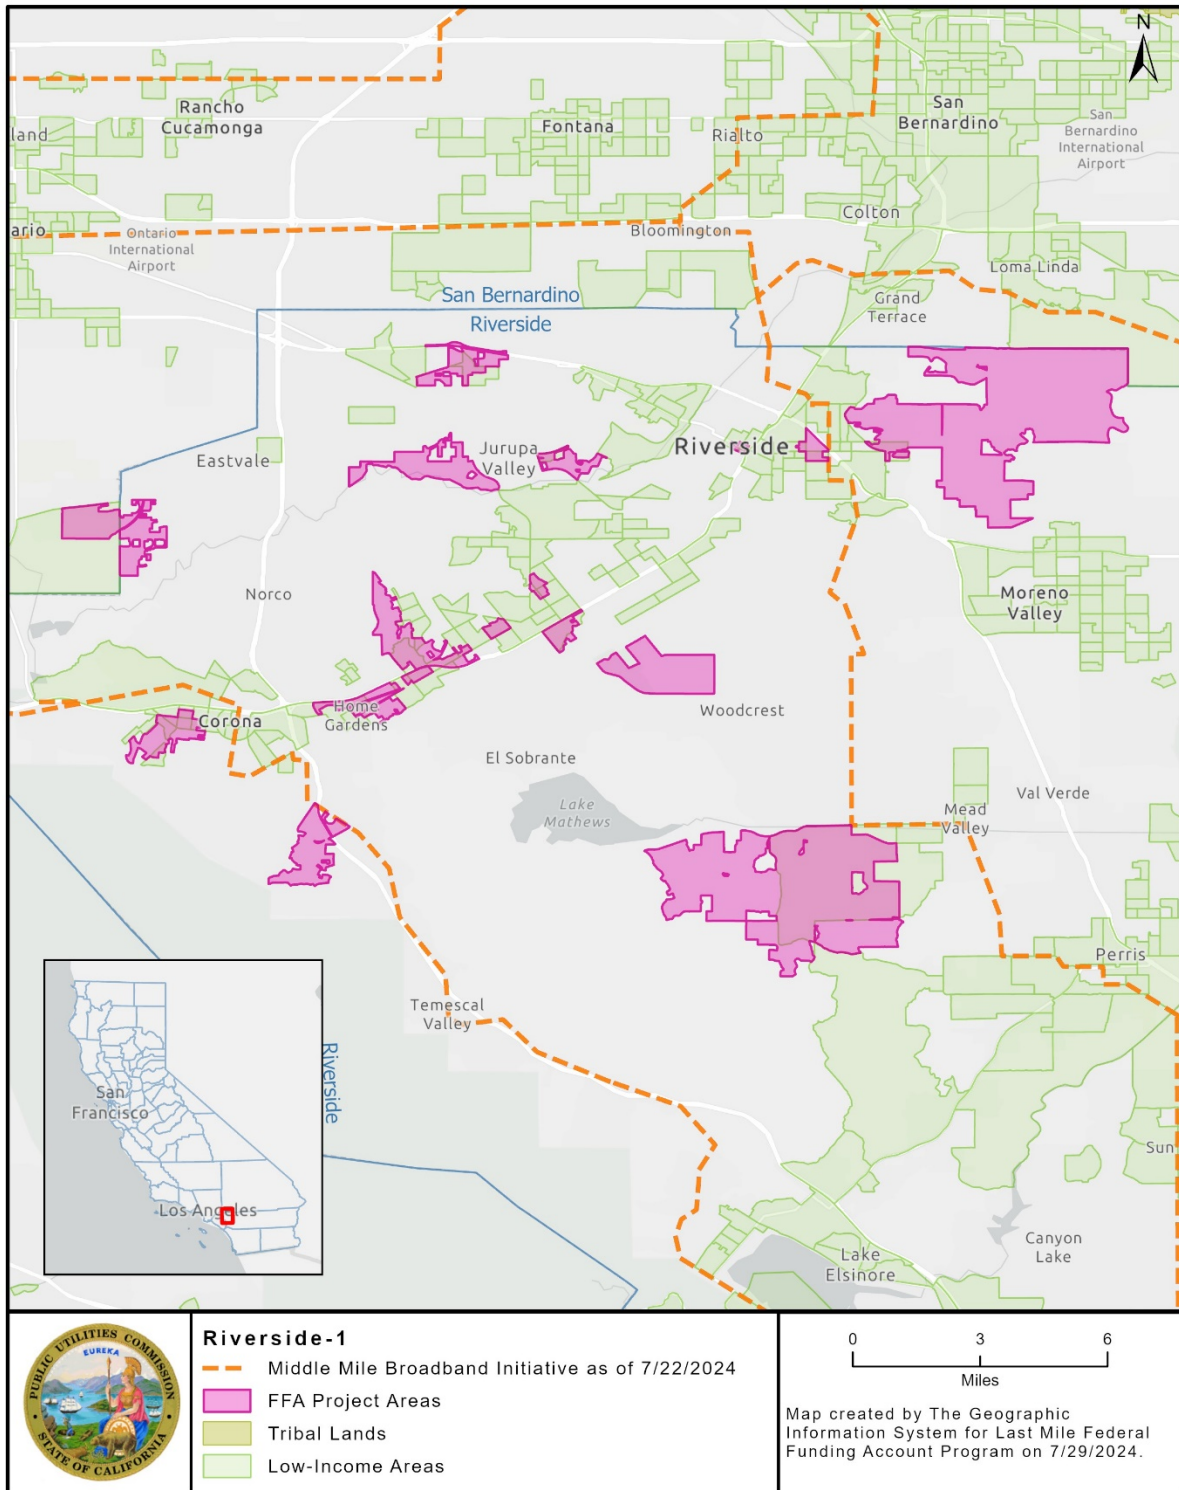 N
Rancho
Cucamonga
land
Fontana
Rialto
San
Bernardino
San
Bernardino
International
Airport
ario
Ontario
International
Airport
Bloomington
Colton
Loma Linda
San Bernardino
Riverside
Grand
Terrace
Eastvale
Jurupa
Valley
Riverside
Norco
Moreno
Valley
Home
Gardens
Corona
Woodcrest
El Sobrante
Lake
Mathews
Mead
Valley
Val Verde
Perris
Temescal
Valley
Riverside
San
Francisco
Los Angeles
Sun
Canyon
Lake
Lake
Elsinore
PUBLIC UTILITIES COMMISSION
EUREKA
STATE OF CALIFORNIA
Riverside-1
Middle Mile Broadband Initiative as of 7/22/2024
FFA Project Areas
Tribal Lands
Low-Income Areas
0 3 6
Miles
Map created by The Geographic
Information System for Last Mile Federal
Funding Account Program on 7/29/2024.